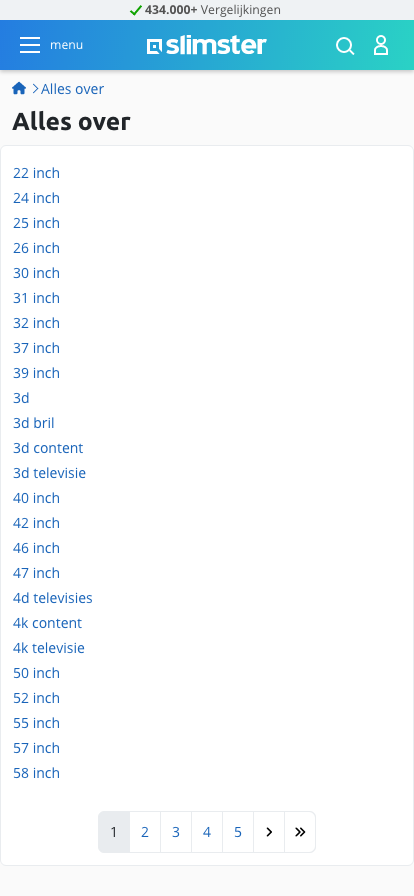 434.000+ Vergelijkingen
menu
slimster
Alles over
Alles over
22 inch
24 inch
25 inch
26 inch
30 inch
31 inch
32 inch
37 inch
39 inch
3d
3d bril
3d content
3d televisie
40 inch
42 inch
46 inch
47 inch
4d televisies
4k content
4k televisie
50 inch
52 inch
55 inch
57 inch
58 inch
1 2 3 4 5 › »